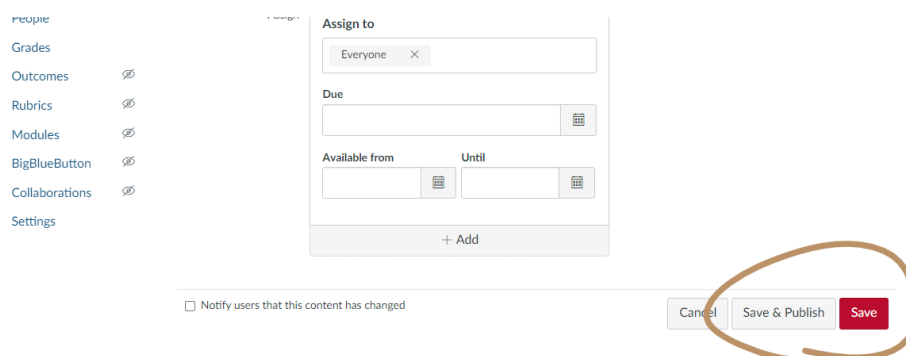 People
Grades
Outcomes
Rubrics
Modules
BigBlueButton
Collaborations
Settings
Assign
Assign to
Everyone
Due
Available from Until
+ Add
Notify users that this content has changed
Cancel Save & Publish Save